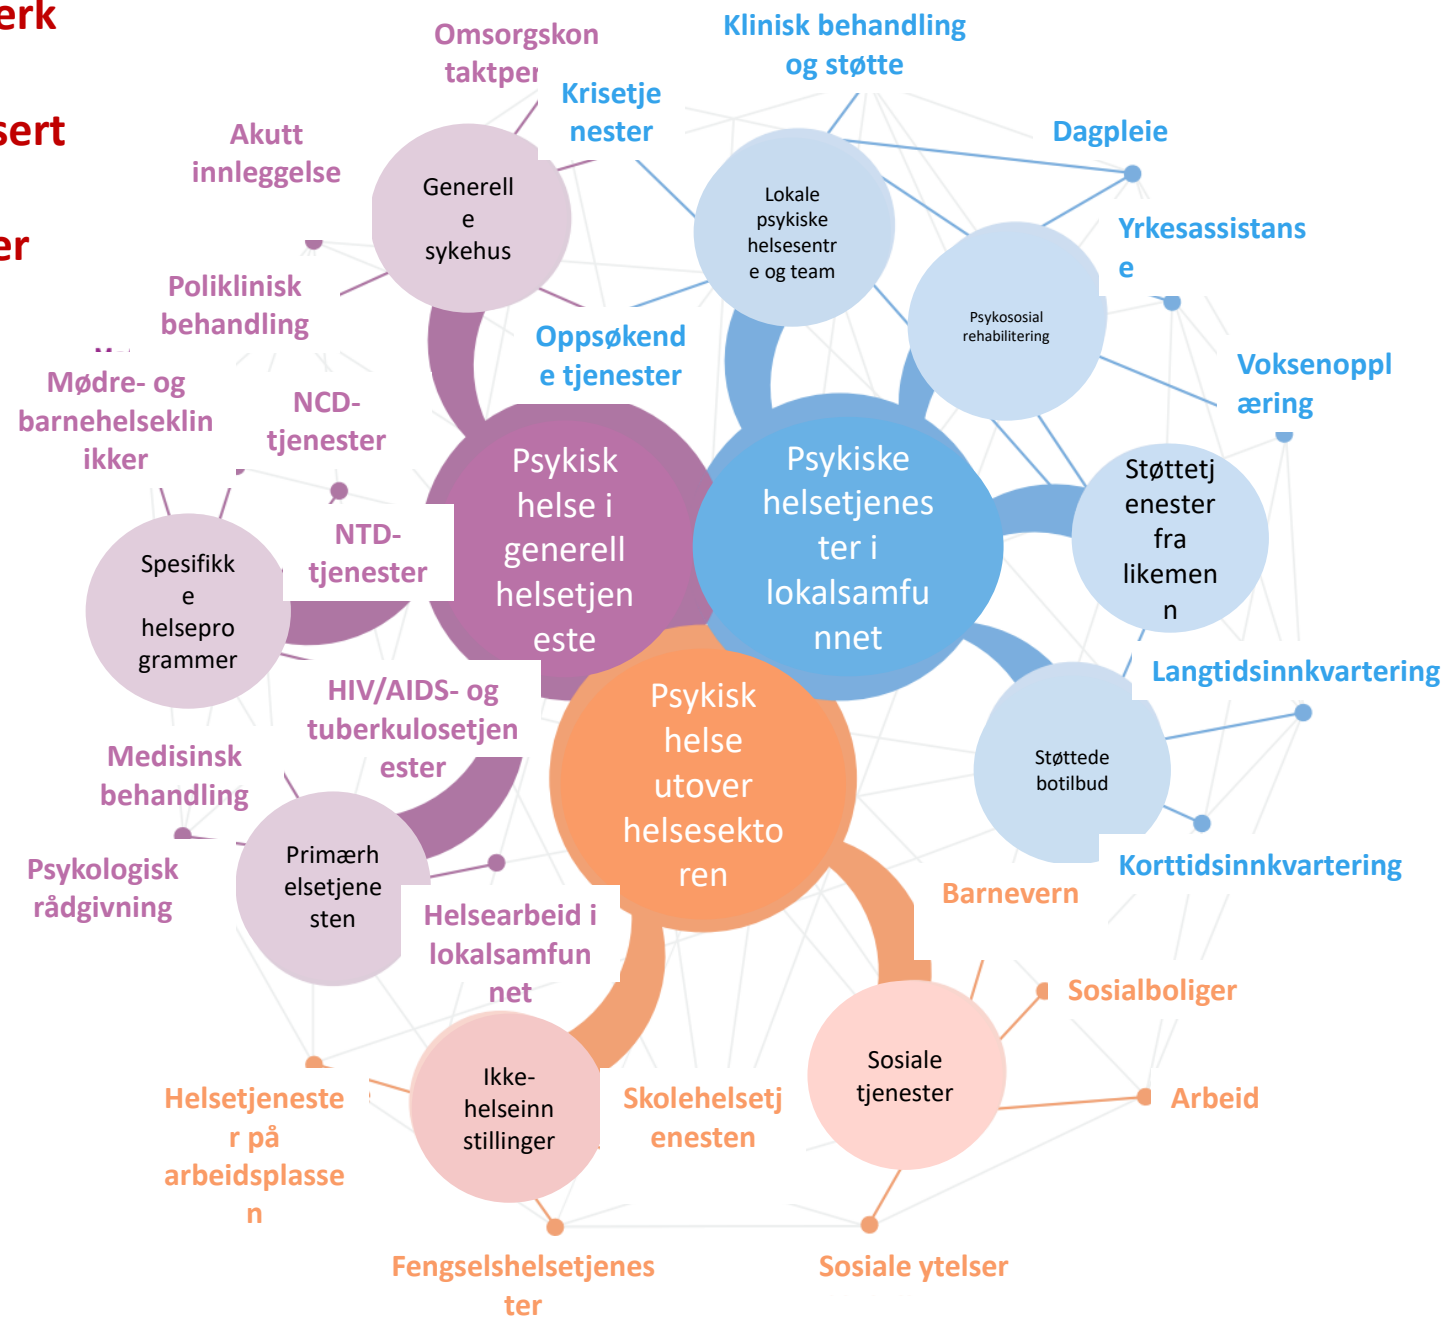 erk
sert
er
Omsorgskon
taktper
Klinisk behandling
og støtte
Krisetje
nester
Akutt
innleggelse
Dagpleie
Generell
e
sykehus
Lokale
psykiske
helsesentr
e og team
Yrkesassistans
e
Poliklinisk
behandling
Psykososial
rehabilitering
Oppsøkend
e tjenester
Voksenoppl
æring
Mødre- og
barnehelseklin
ikker
NCD-
tjenester
Psykisk
helse i
generell
helsetjen
este
Psykiske
helsetjenes
ter i
lokalsamfu
nnet
Støttetj
enester
fra
likemen
n
NTD-
tjenester
Spesifikk
e
helsepro
grammer
Langtidsinnkvartering
HIV/AIDS- og
tuberkulosetjen
ester
Psykisk
helse
utover
helsesekto
ren
Medisinsk
behandling
Støttede
botilbud
Primærh
elsetjene
sten
Psykologisk
rådgivning
Korttidsinnkvartering
Barnevern
Helsearbeid i
lokalsamfun
net
Sosialboliger
Ikke-
helseinn
stillinger
Sosiale
tjenester
Helsetjeneste
r på
arbeidsplasse
n
Skolehelsetj
enesten
Arbeid
Fengselshelsetjenes
ter
Sosiale ytelser